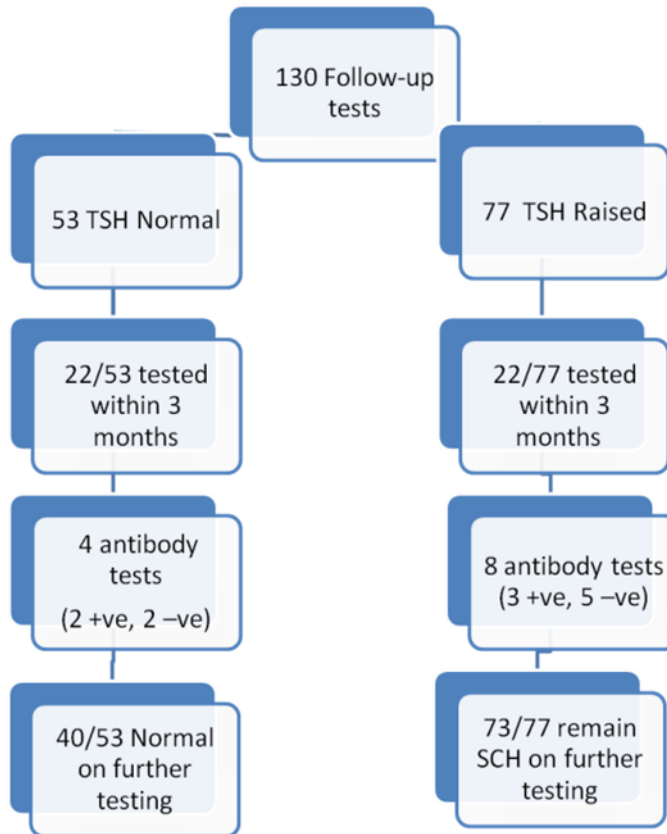 130 Follow-up
tests
53 TSH Normal
77 TSH Raised
22/53 tested
within 3
months
22/77 tested
within 3
months
4 antibody
tests
(2 +ve, 2 –ve)
8 antibody tests
(3 +ve, 5 –ve)
40/53 Normal
on further
testing
73/77 remain
SCH on further
testing